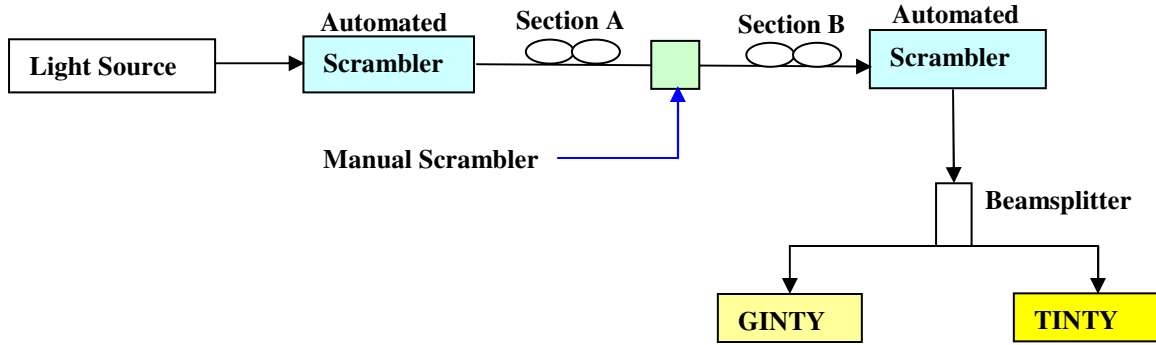 Automated
Section A
Section B
Automated
Light Source
Scrambler
Scrambler
Manual Scrambler
Beamsplitter
GINTY
TINTY